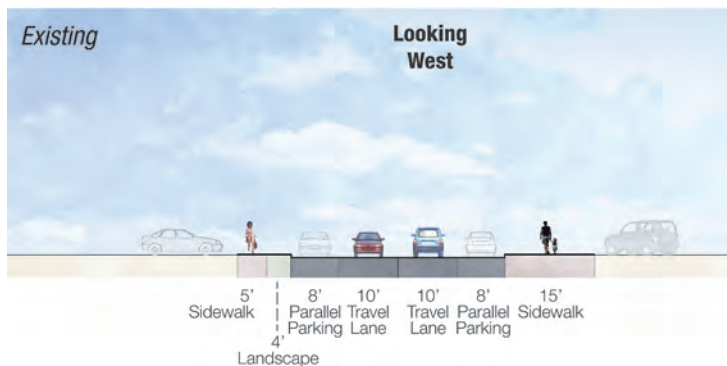 Existing
Looking
West
5’ 8’ 10’ 10’ 8’ 15’
Sidewalk Parallel Travel Travel Parallel Sidewalk
Parking Lane Lane Parking
4’
Landscape